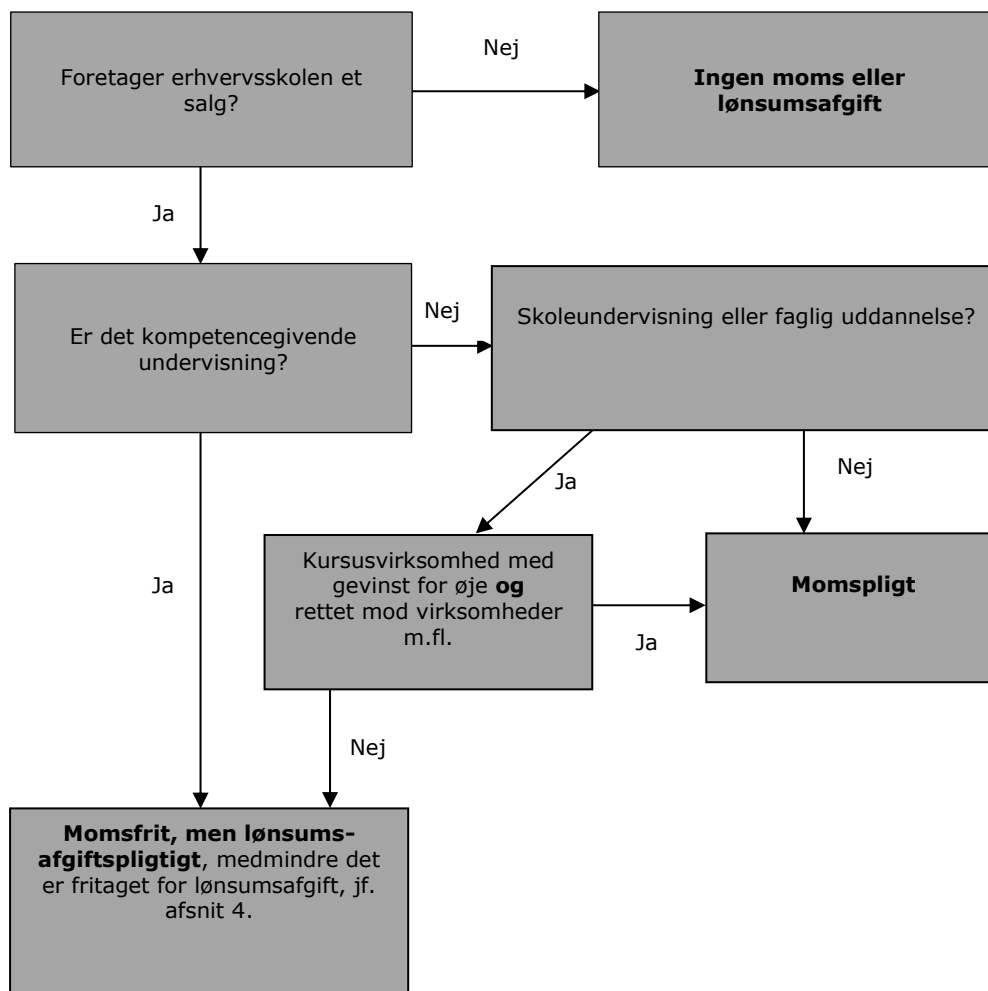 Nej
Foretager erhvervsskolen et
salg?
Ingen moms eller
lønsumsafgift
Ja
Nej
Er det kompetencegivende
undervisning?
Skoleundervisning eller faglig uddannelse?
Ja
Nej
Ja
Kursusvirksomhed med
gevinst for øje og
rettet mod virksomheder
m.fl.
Ja
Momspligt
Nej
Momsfrit, men lønsums-
afgiftspligtigt, medmindre det
er fritaget for lønsumsafgift, jf.
afsnit 4.